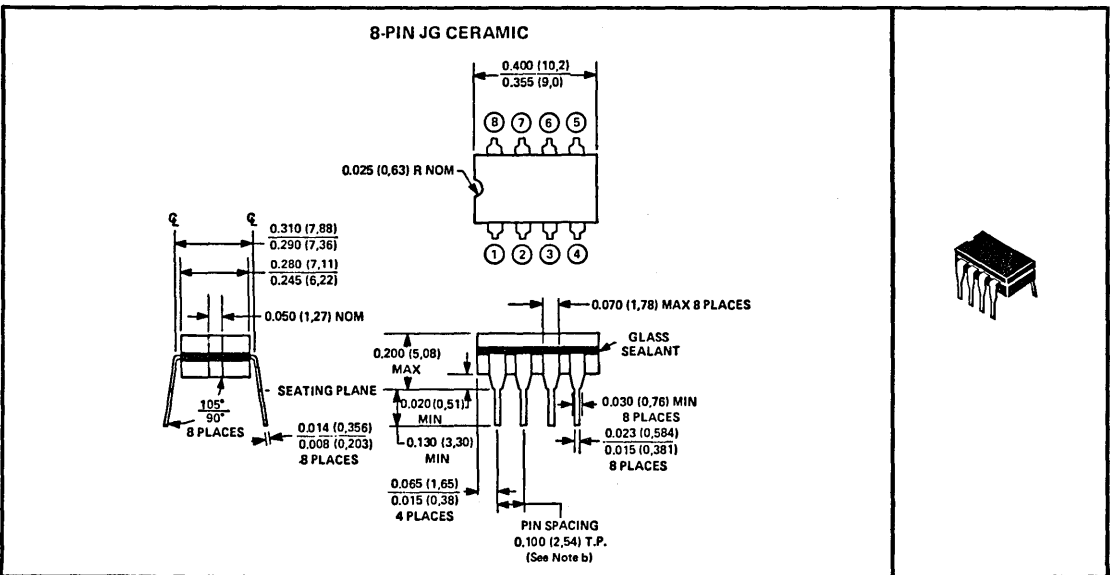 8-PIN JG CERAMIC
0.400 (10,2)
0.355 (9,0)
8 7 6 5
0.025 (0,63) R NOM
1 2 3 4
℄ ℄
0.310 (7,88)
0.290 (7,36)
0.280 (7,11)
0.245 (6,22)
0.050 (1,27) NOM
105°
90°
8 PLACES
SEATING PLANE
0.014 (0,356)
0.008 (0,203)
8 PLACES
0.070 (1,78) MAX 8 PLACES
GLASS
SEALANT
0.200 (5,08)
MAX
0.020 (0,51)
MIN
0.130 (3,30)
MIN
0.030 (0,76) MIN
8 PLACES
0.023 (0,584)
0.015 (0,381)
8 PLACES
0.065 (1,65)
0.015 (0,38)
4 PLACES
PIN SPACING
0.100 (2,54) T.P.
(See Note b)